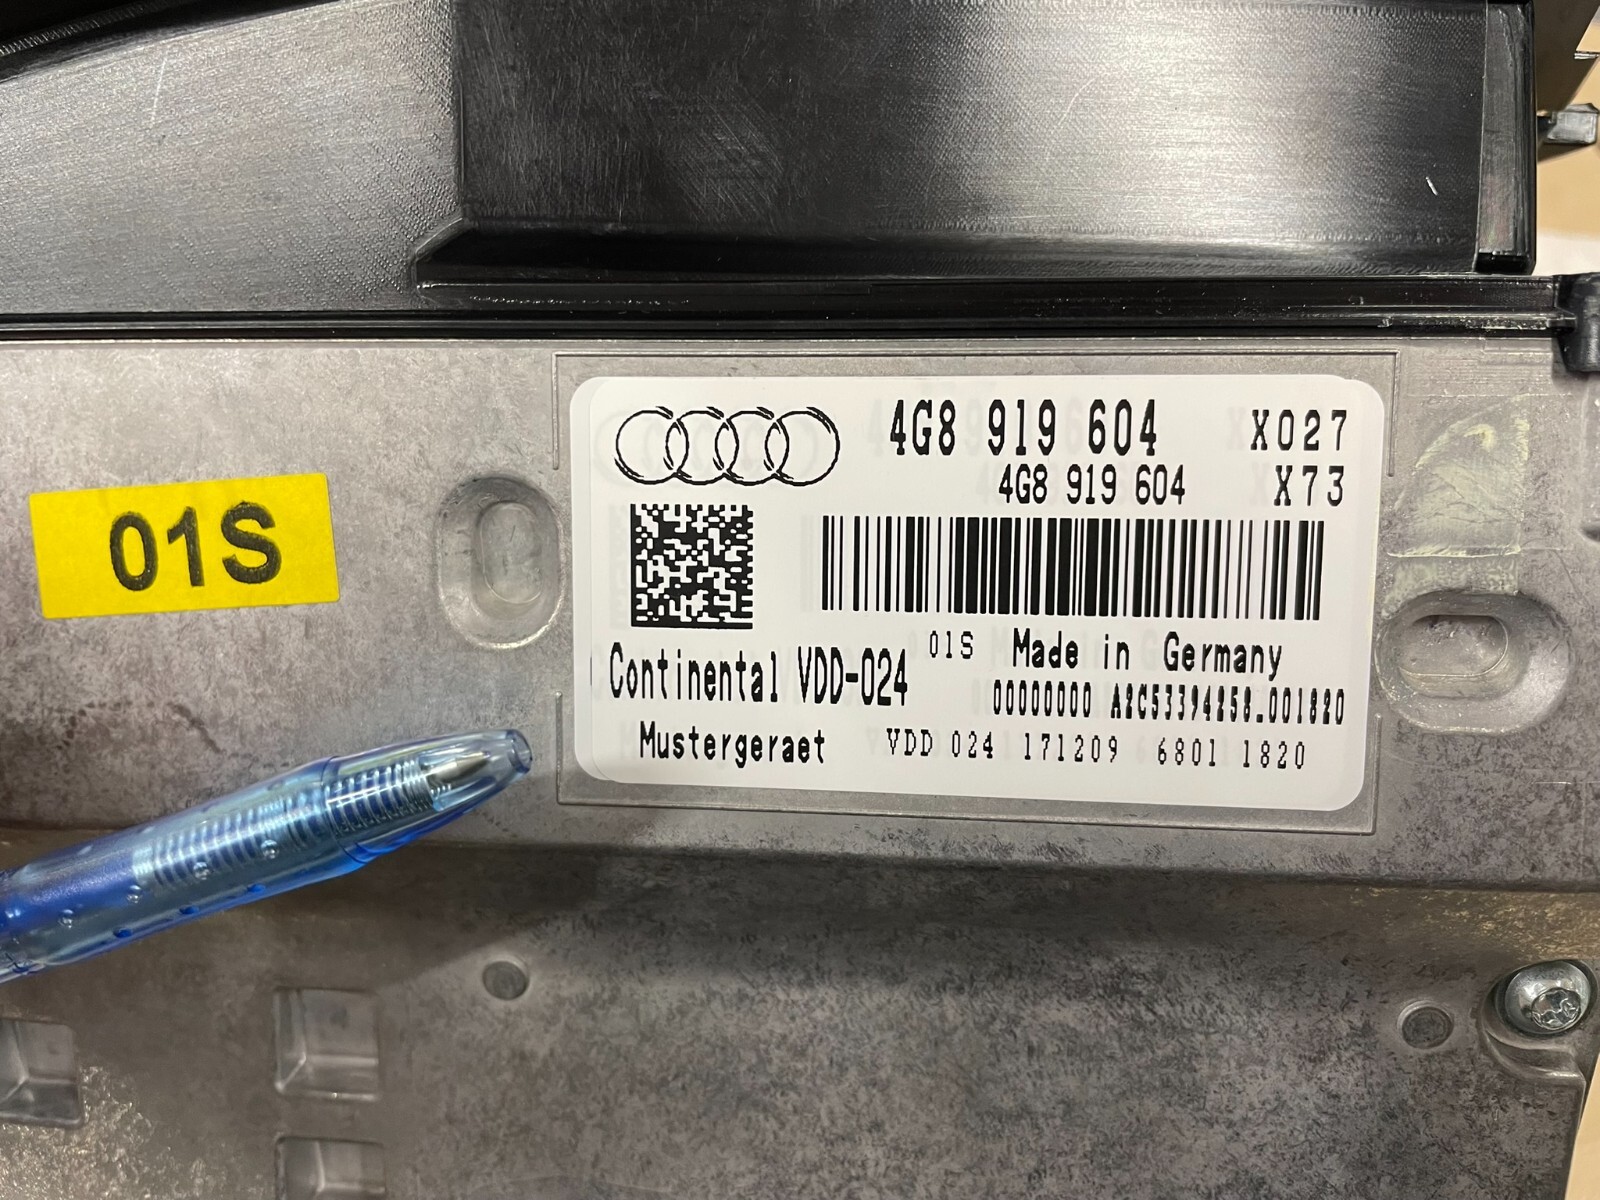 01S
4G8 919 604 X027
4G8 919 604 X73
01S Made in Germany
Continental VDD-024
00000000 A2C53394258.001820
Mustergeraet VDD 024 171209 6801 1820